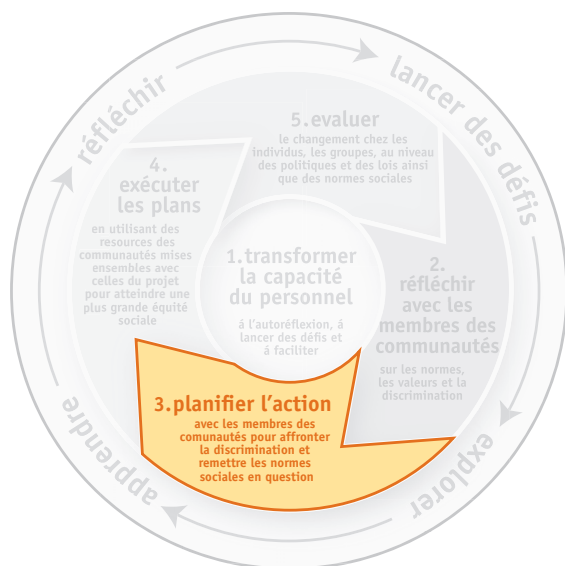 réfléchir
lancer des défis
explorer
apprendre
5.evaluer
le changement chez les
individus, les groupes, au niveau
des politiques et des lois ainsi
que des normes sociales
4.
exécuter
les plans
en utilisant des
resources des
communautés mises
ensembles avec
celles du projet
pour atteindre une
plus grande équité
sociale
1.transformer
la capacité
du personnel
á l'autoréflexion, á
lancer des défis et
á faciliter
2.
réfléchir
avec les
membres des
communautés
sur les normes,
les valeurs et la
discrimination
3.planifier l’action
avec les membres des
comunautés pour affronter
la discrimination et
remettre les normes
sociales en question